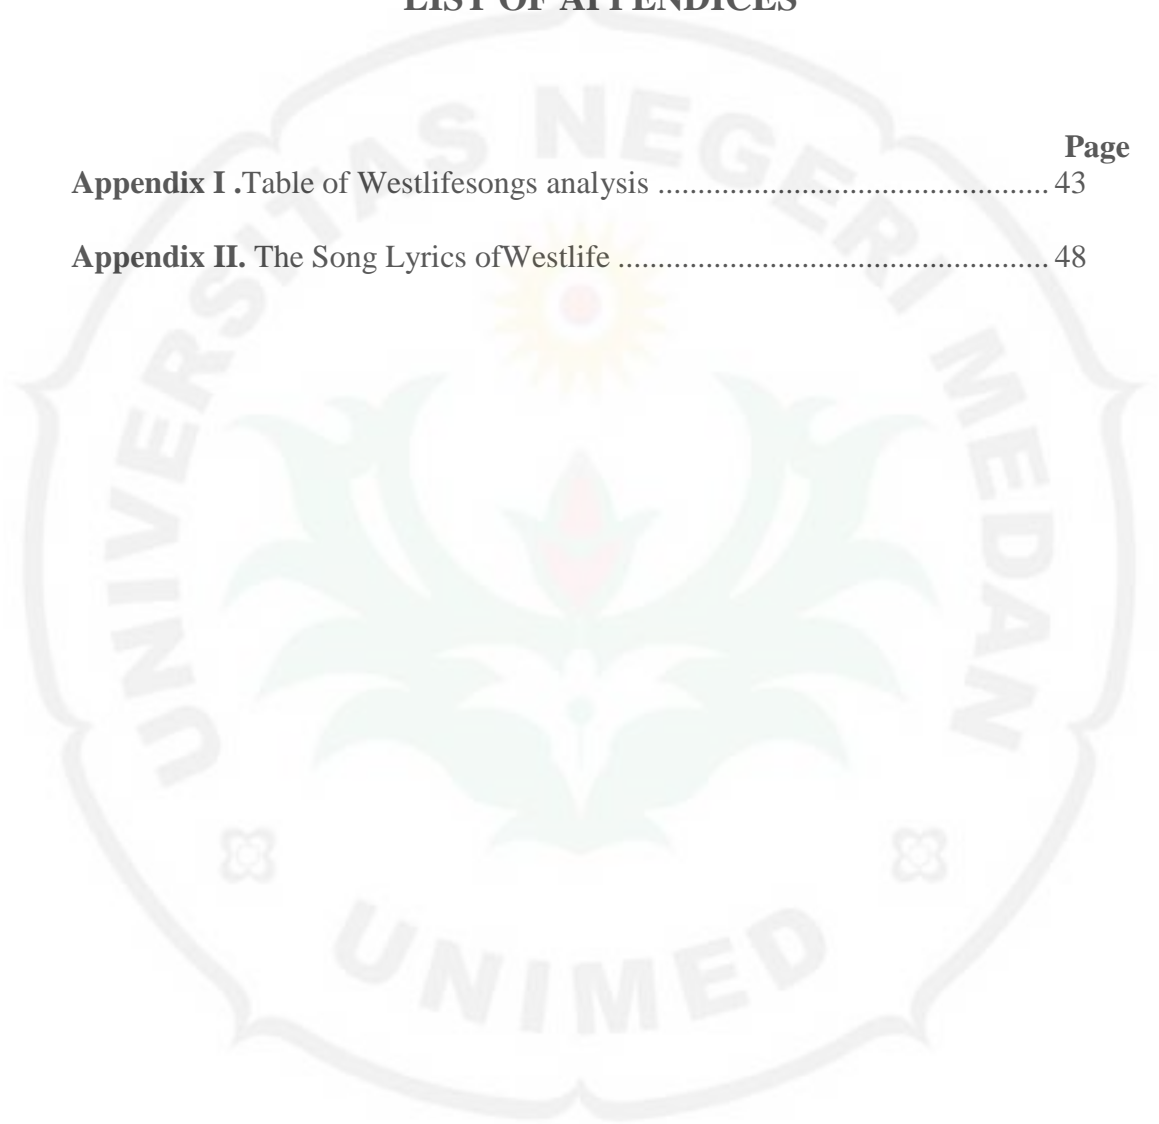 LIST OF APPENDICES
Page
Appendix I .Table of Westlifesongs analysis ........................................... 43
Appendix II. The Song Lyrics ofWestlife ............................................... 48
UNIVERSITAS NEGERI MEDAN
UNIMED